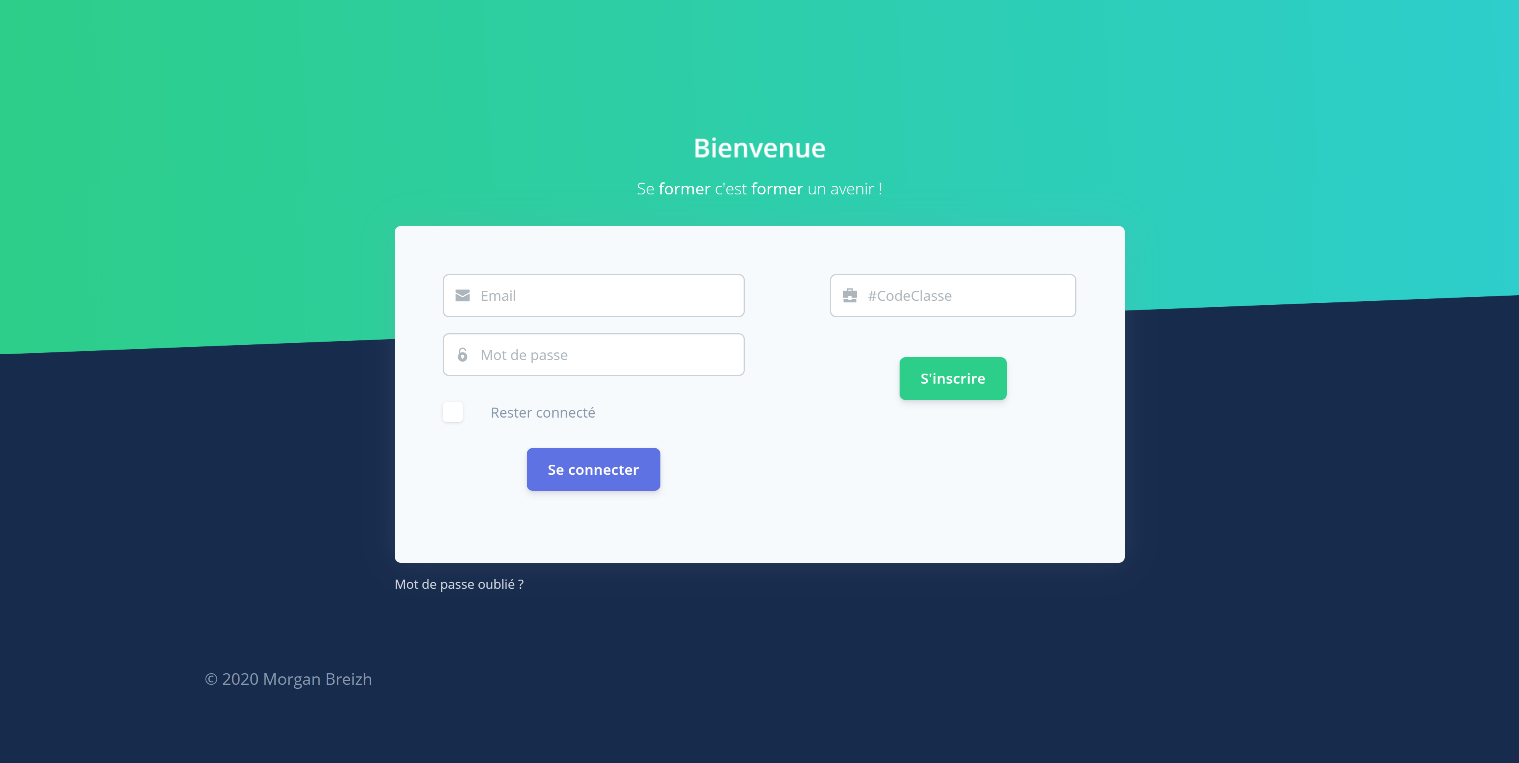 Bienvenue
Se former c'est former un avenir !
Email
Mot de passe
Rester connecté
Se connecter
#CodeClasse
S'inscrire
Mot de passe oublié ?
© 2020 Morgan Breizh